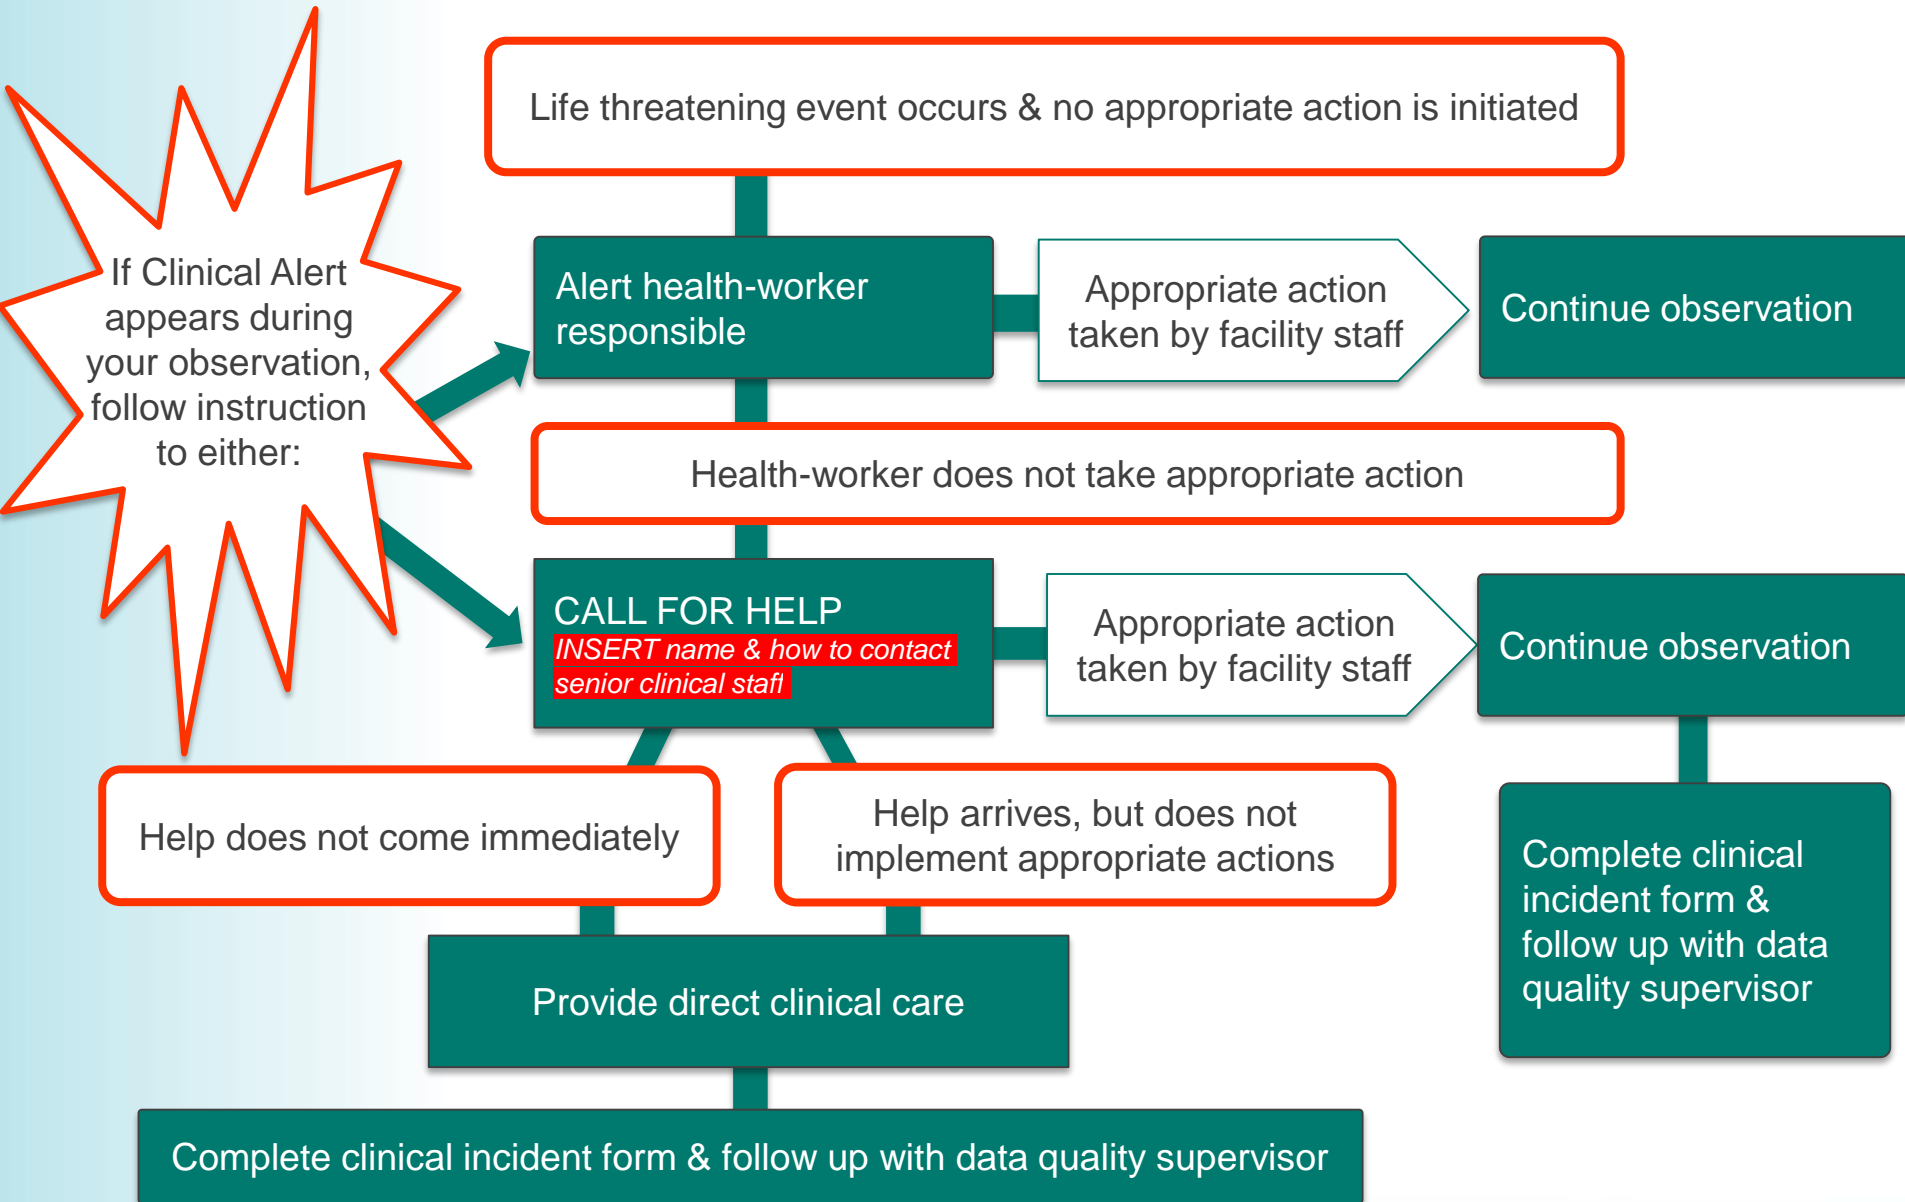 Life threatening event occurs & no appropriate action is initiated
If Clinical Alert
appears during
your observation,
follow instruction
to either:
Alert health-worker
responsible
Appropriate action
taken by facility staff
Continue observation
Health-worker does not take appropriate action
CALL FOR HELP
INSERT name & how to contact
senior clinical staff
Appropriate action
taken by facility staff
Continue observation
Help does not come immediately
Help arrives, but does not
implement appropriate actions
Complete clinical
incident form &
follow up with data
quality supervisor
Provide direct clinical care
Complete clinical incident form & follow up with data quality supervisor